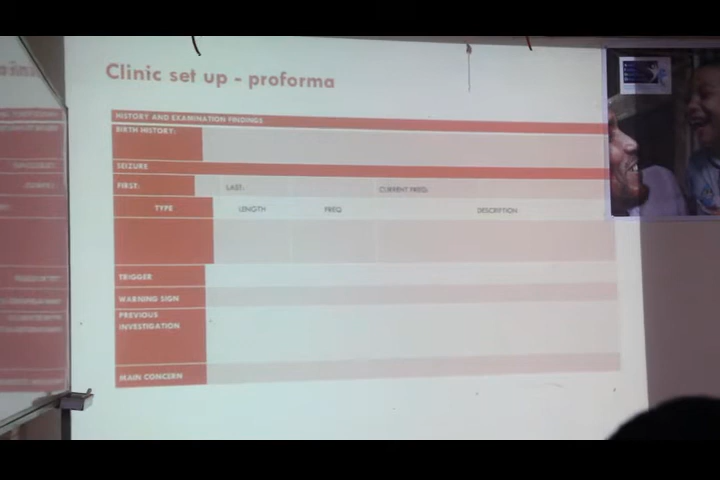 Clinic set up - proforma
HISTORY AND EXAMINATION FINDINGS
BIRTH HISTORY:
SEIZURE
FIRST: LAST: CURRENT FREQ:
TYPE LENGTH FREQ DESCRIPTION
TRIGGER
WARNING SIGN
PREVIOUS
INVESTIGATION
MAIN CONCERN